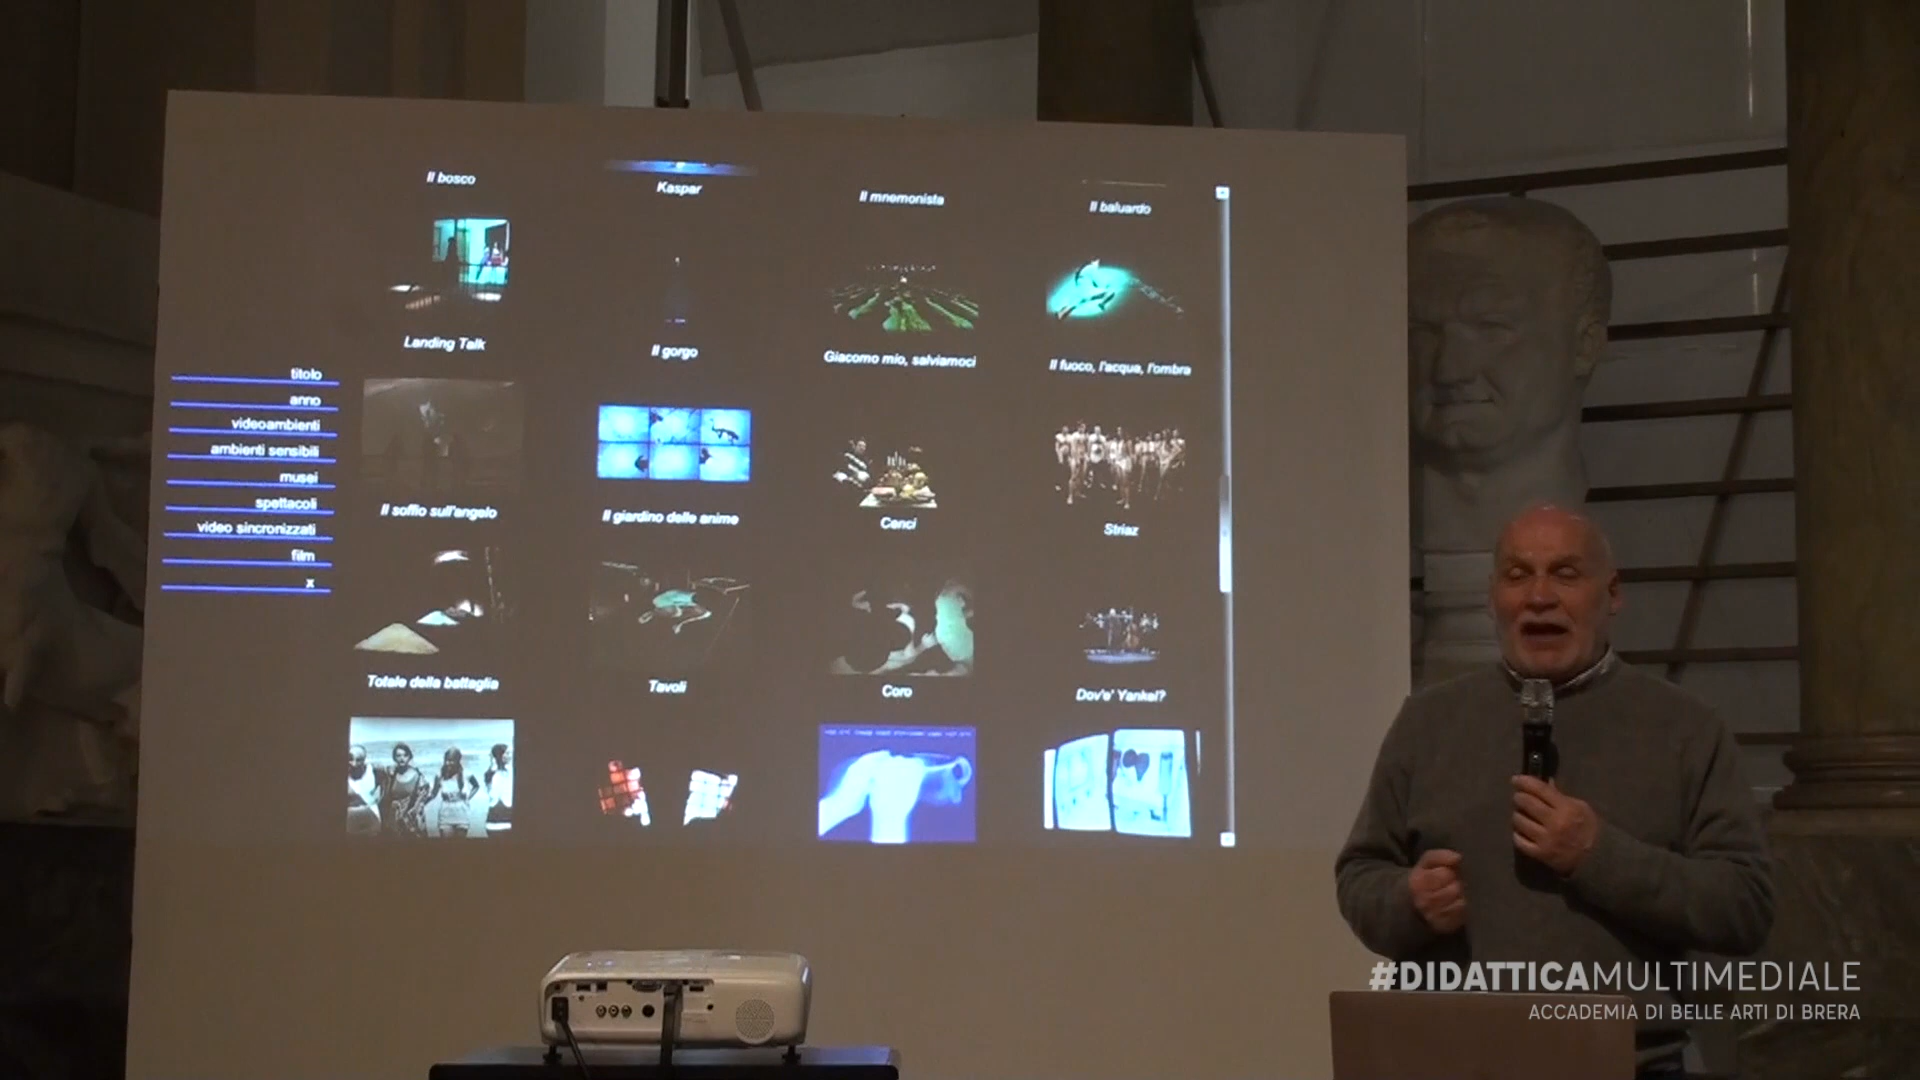 Il bosco
Kaspar
Il mnemonista
Il baluardo
Landing Talk
Il gorgo
Giacomo mio, salviamoci
Il fuoco, l'acqua, l'ombra
titolo
anno
videoambienti
ambienti sensibili
musei
spettacoli
video sincronizzati
film
x
Il soffio sull'angelo
Il giardino delle anime
Cenci
Striaz
Totale della battaglia
Tavoli
Coro
Dov'e' Yankel?
#DIDATTICAMULTIMEDIALE
ACCADEMIA DI BELLE ARTI DI BRERA